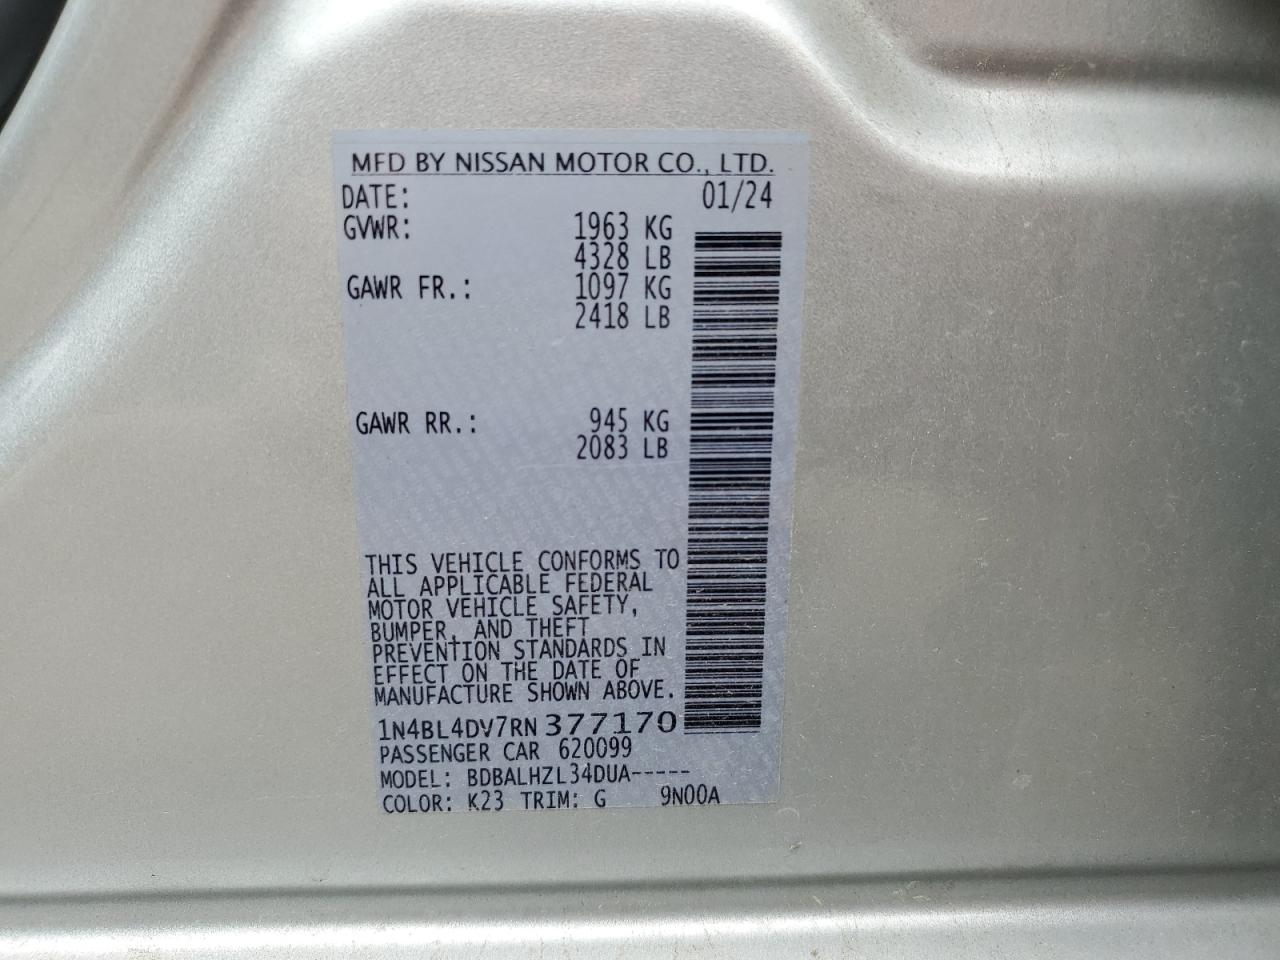 MFD BY NISSAN MOTOR CO., LTD.
DATE: 01/24
GVWR: 1963 KG
4328 LB
GAWR FR.: 1097 KG
2418 LB
GAWR RR.: 945 KG
2083 LB
THIS VEHICLE CONFORMS TO
ALL APPLICABLE FEDERAL
MOTOR VEHICLE SAFETY,
BUMPER, AND THEFT
PREVENTION STANDARDS IN
EFFECT ON THE DATE OF
MANUFACTURE SHOWN ABOVE.
1N4BL4DV7RN377170
PASSENGER CAR 620099
MODEL: BDBALHZL34DUA-----
COLOR: K23 TRIM: G 9N00A